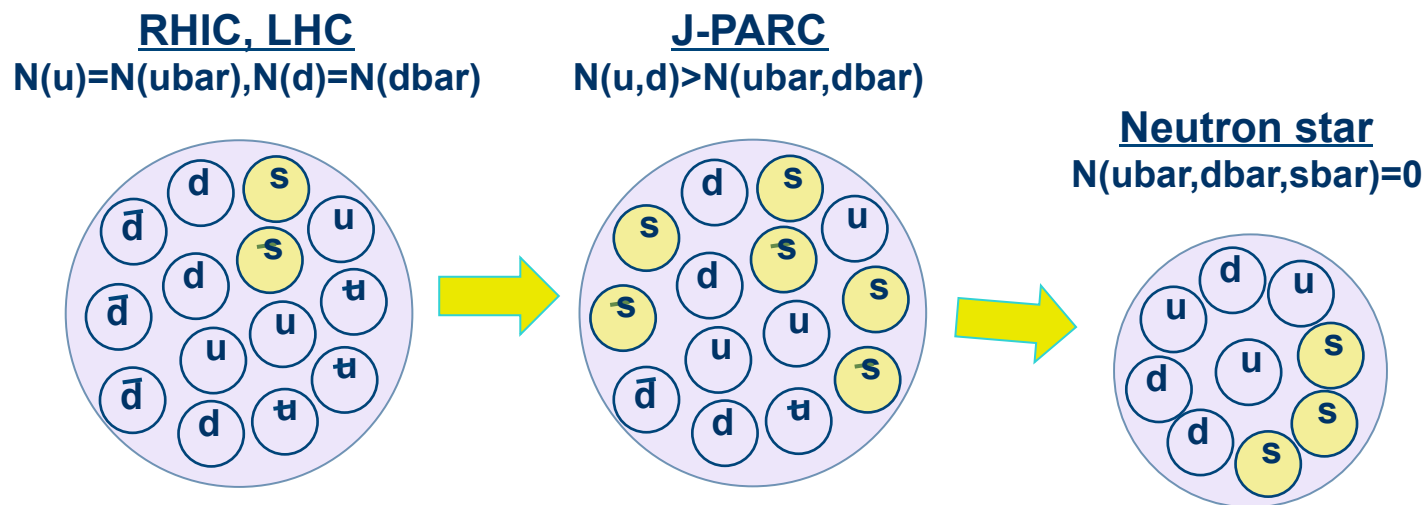 RHIC, LHC
N(u)=N(ubar),N(d)=N(dbar)
d
s
d̅
u
s̅
d
u̅
d̅
u
u
d̅
u̅
d
u̅
J-PARC
N(u,d)>N(ubar,dbar)
d
s
s
u
s̅
d
s
s̅
u
u
s̅
d̅
d
u̅
Neutron star
N(ubar,dbar,sbar)=0
d
u
u
s
u
d
s
d
s